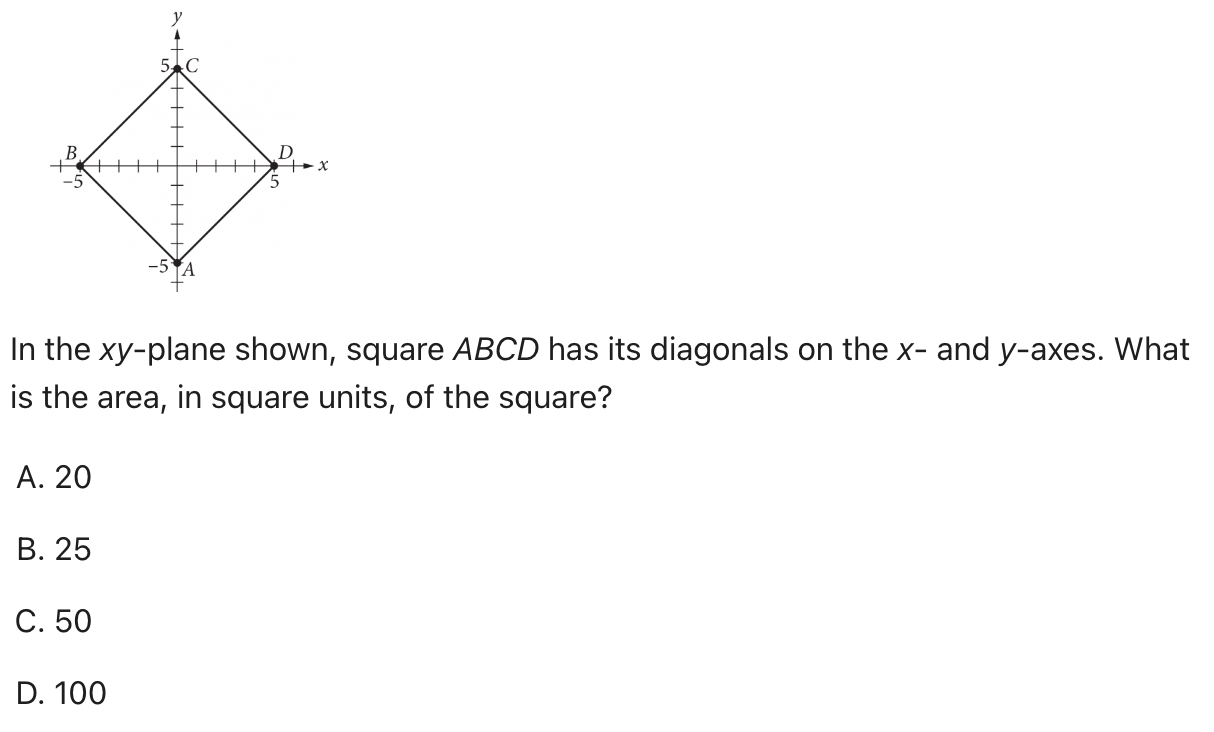 y
5 C
B D x
−5 5
−5 A
In the xy-plane shown, square ABCD has its diagonals on the x- and y-axes. What
is the area, in square units, of the square?
A. 20
B. 25
C. 50
D. 100